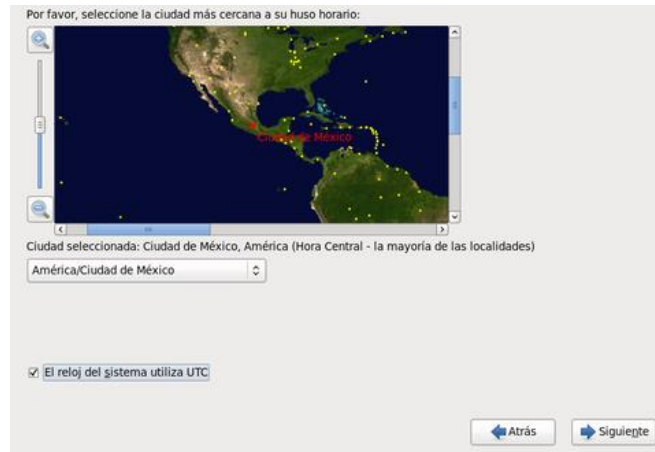 Por favor, seleccione la ciudad más cercana a su huso horario:
Ciudad de México
Ciudad seleccionada: Ciudad de México, América (Hora Central - la mayoría de las localidades)
América/Ciudad de México
El reloj del sistema utiliza UTC
Atrás
Siguiente